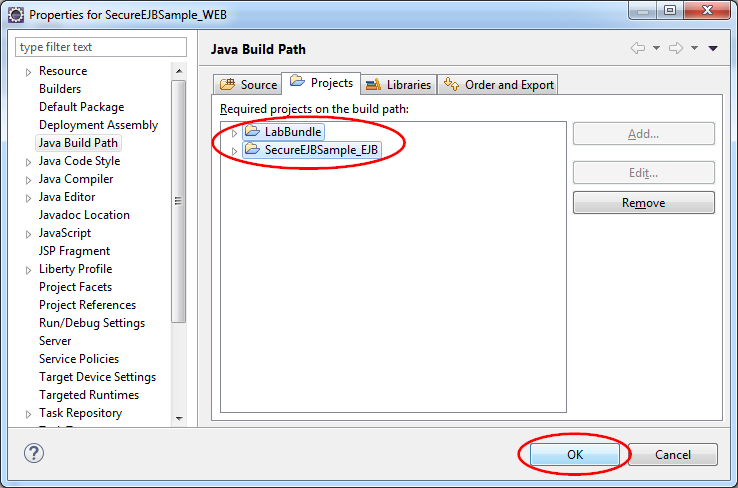 Properties for SecureEJBSample_WEB
type filter text
Resource
Builders
Default Package
Deployment Assembly
Java Build Path
Java Code Style
Java Compiler
Java Editor
Javadoc Location
JavaScript
JSP Fragment
Liberty Profile
Project Facets
Project References
Run/Debug Settings
Server
Service Policies
Target Device Settings
Targeted Runtimes
Task Repository
Java Build Path
Source Projects Libraries Order and Export
Required projects on the build path:
LabBundle
SecureEJBSample_EJB
Add...
Edit...
Remove
OK Cancel